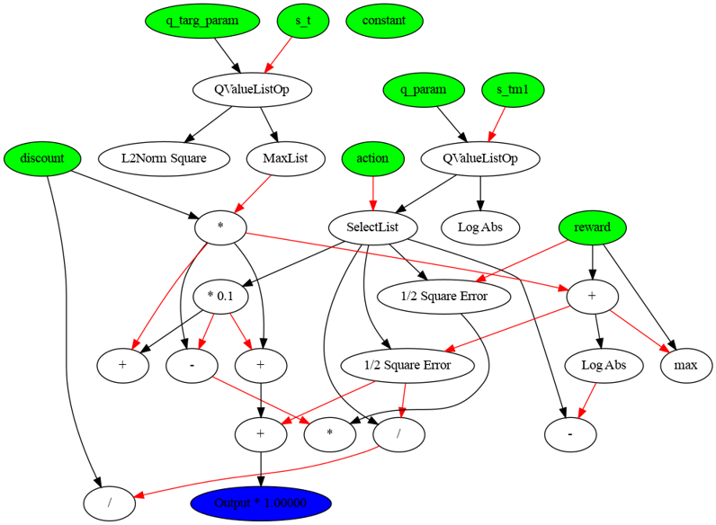 q_targ_param s_t constant
QValueListOp q_param s_tm1
discount L2Norm Square MaxList action QValueListOp
* SelectList Log Abs reward
* 0.1 1/2 Square Error +
+ - + 1/2 Square Error Log Abs max
+ * / -
/ Output * 1.00000